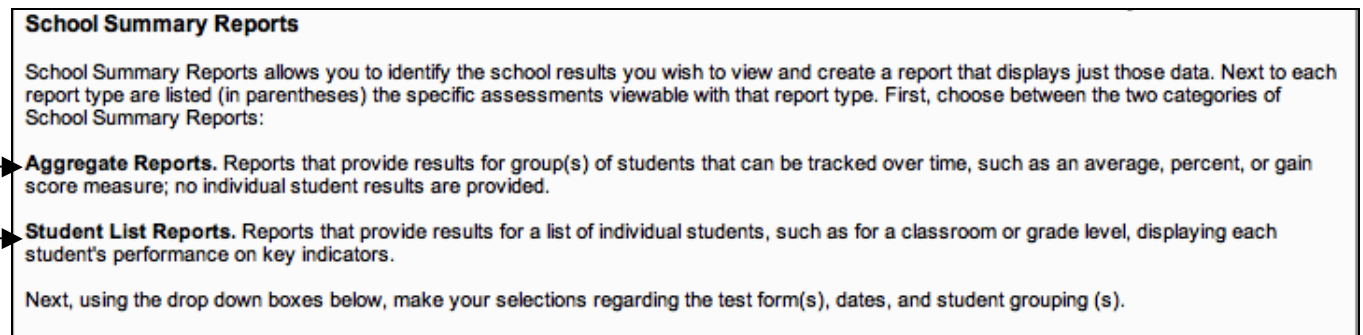 School Summary Reports
School Summary Reports allows you to identify the school results you wish to view and create a report that displays just those data. Next to each
report type are listed (in parentheses) the specific assessments viewable with that report type. First, choose between the two categories of
School Summary Reports:
Aggregate Reports. Reports that provide results for group(s) of students that can be tracked over time, such as an average, percent, or gain
score measure; no individual student results are provided.
Student List Reports. Reports that provide results for a list of individual students, such as for a classroom or grade level, displaying each
student's performance on key indicators.
Next, using the drop down boxes below, make your selections regarding the test form(s), dates, and student grouping (s).